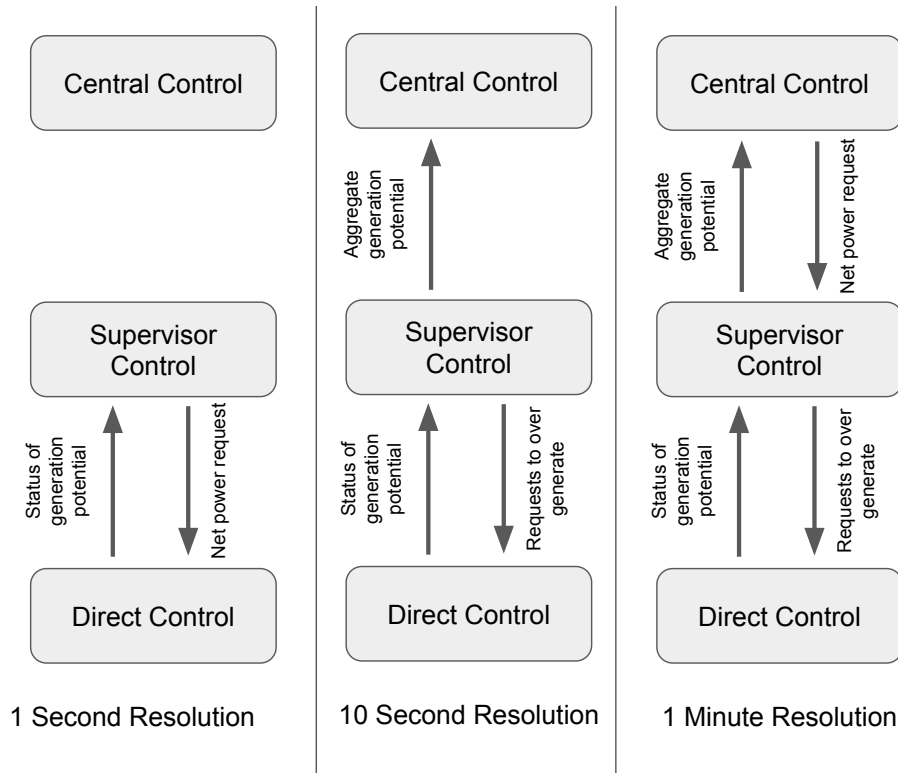 Central Control
Supervisor
Control
Status of
generation
potential
Net power request
Direct Control
1 Second Resolution
Central Control
Aggregate
generation
potential
Supervisor
Control
Status of
generation
potential
Requests to over
generate
Direct Control
10 Second Resolution
Central Control
Aggregate
generation
potential
Net power request
Supervisor
Control
Status of
generation
potential
Requests to over
generate
Direct Control
1 Minute Resolution